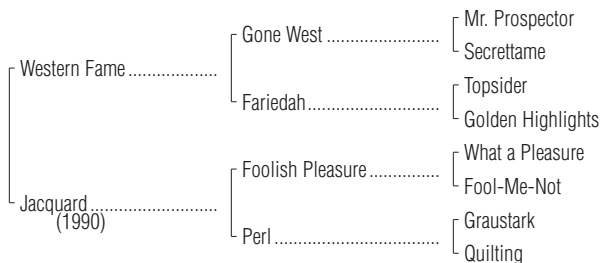 Mr. Prospector
Gone West ........................
Secrettame
Western Fame ...................
Topsider
Fariedah............................
Golden Highlights
What a Pleasure
Foolish Pleasure...............
Fool-Me-Not
Jacquard...........................
(1990)
Graustark
Perl ...................................
Quilting